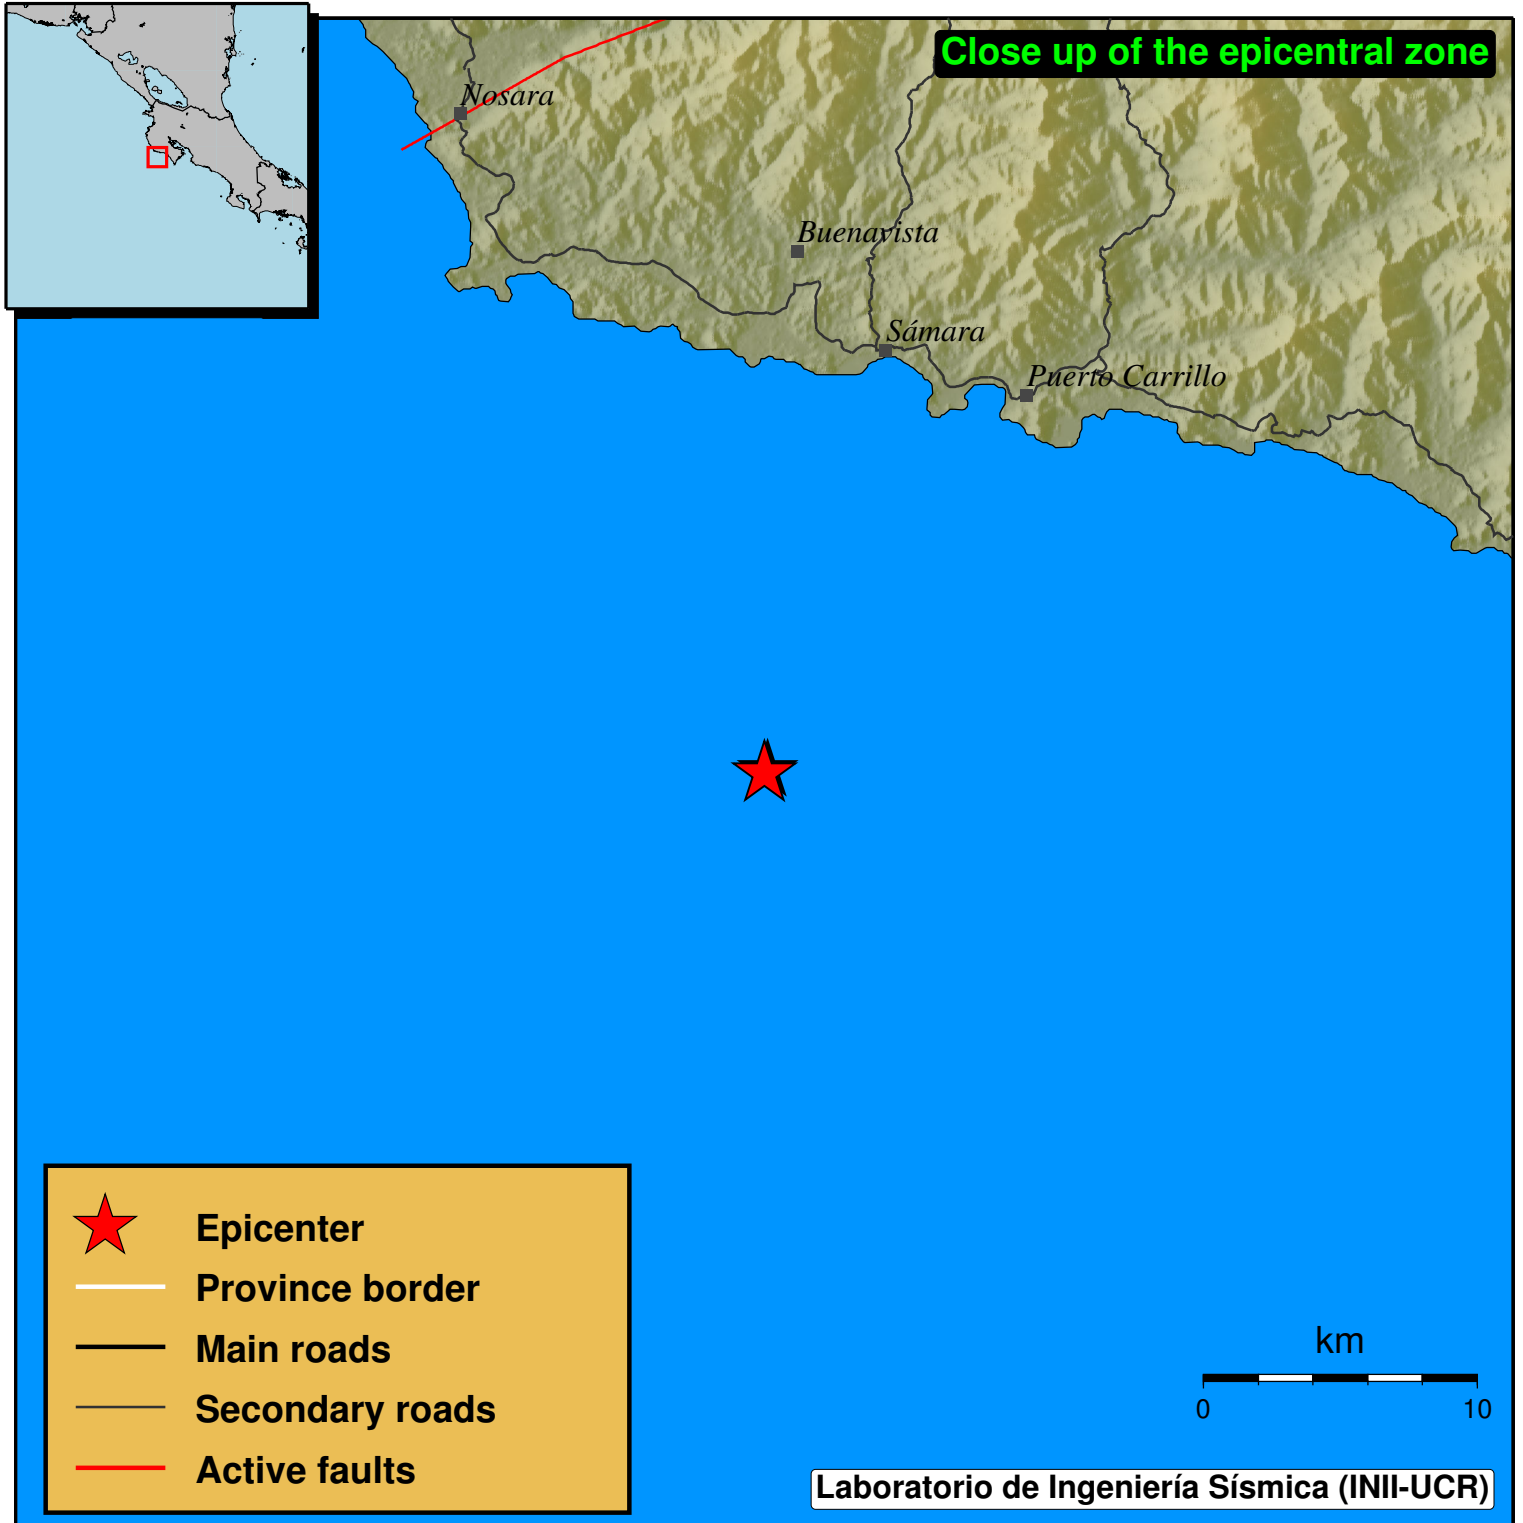 Close up of the epicentral zone
Nosara
Buenavista
Sámara
Puerto Carrillo
Epicenter
Province border
Main roads
Secondary roads
Active faults
km
0 10
Laboratorio de Ingeniería Sísmica (INII-UCR)